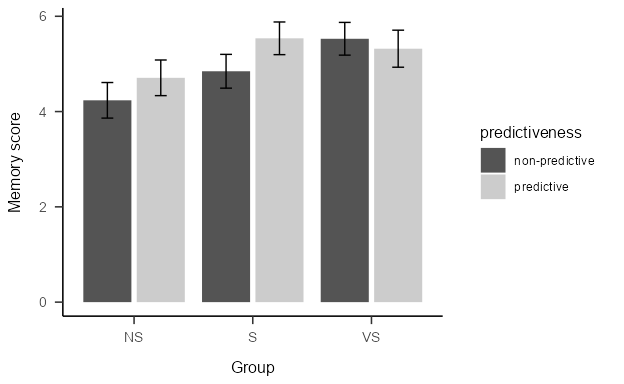 6
4
2
0
Memory score
NS S VS
Group
predictiveness
non-predictive
predictive